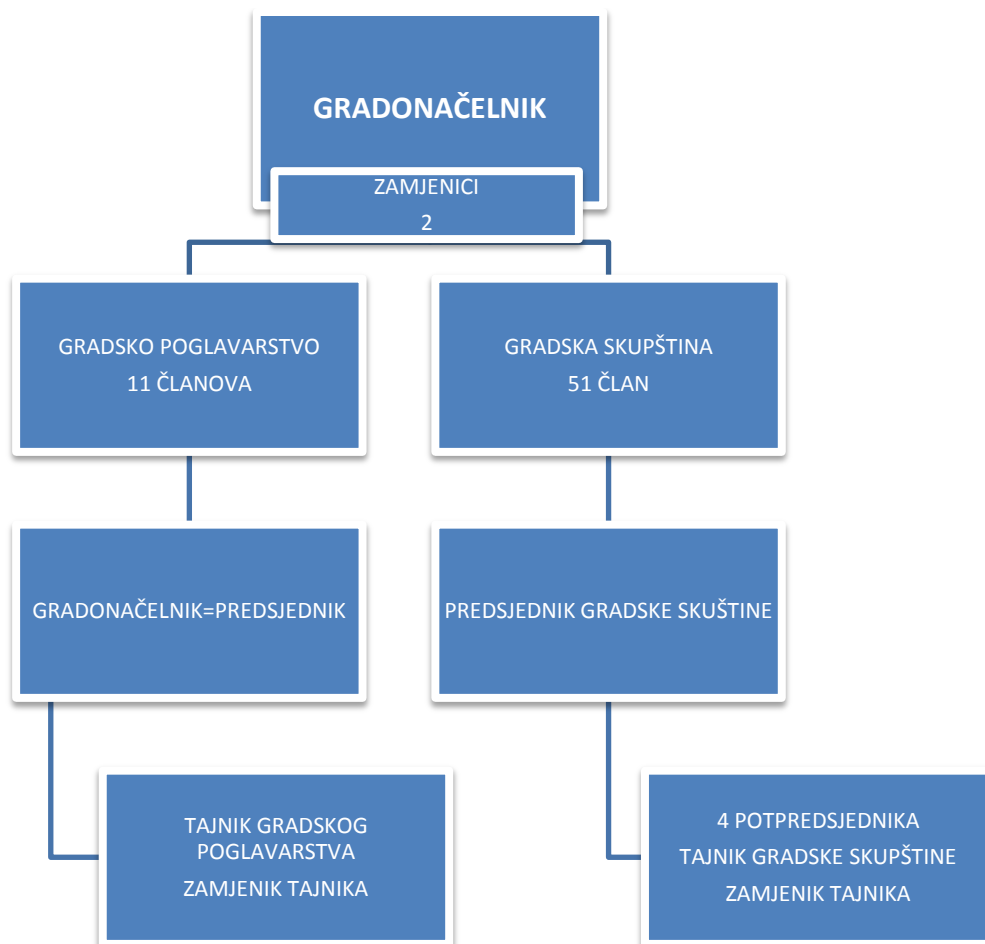 GRADONAČELNIK
ZAMJENICI
2
GRADSKO POGLAVARSTVO
11 ČLANOVA
GRADSKA SKUPŠTINA
51 ČLAN
GRADONAČELNIK=PREDSJEDNIK
PREDSJEDNIK GRADSKE SKUŠTINE
TAJNIK GRADSKOG
POGLAVARSTVA
ZAMJENIK TAJNIKA
4 POTPREDSJEDNIKA
TAJNIK GRADSKE SKUPŠTINE
ZAMJENIK TAJNIKA